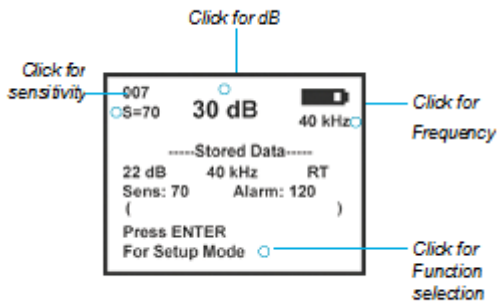 Click for dB
Click for
sensitivity
007
S=70
30 dB
40 kHz
Click for
Frequency
-----Stored Data-----
22 dB 40 kHz RT
Sens: 70 Alarm: 120
( )
Press ENTER
For Setup Mode
Click for
Function
selection